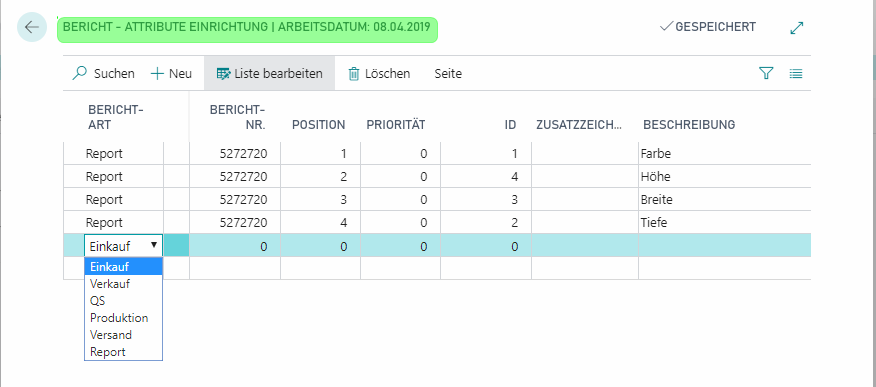 BERICHT - ATTRIBUTE EINRICHTUNG | ARBEITSDATUM: 08.04.2019
GESPEICHERT
Suchen Neu Liste bearbeiten Löschen Seite
BERICHT-ART BERICHT-NR. POSITION PRIORITÄT ID ZUSATZZEICH... BESCHREIBUNG
Report 5272720 1 0 1 Farbe
Report 5272720 2 0 4 Höhe
Report 5272720 3 0 3 Breite
Report 5272720 4 0 2 Tiefe
Einkauf 0 0 0 0
Einkauf
Verkauf
QS
Produktion
Versand
Report